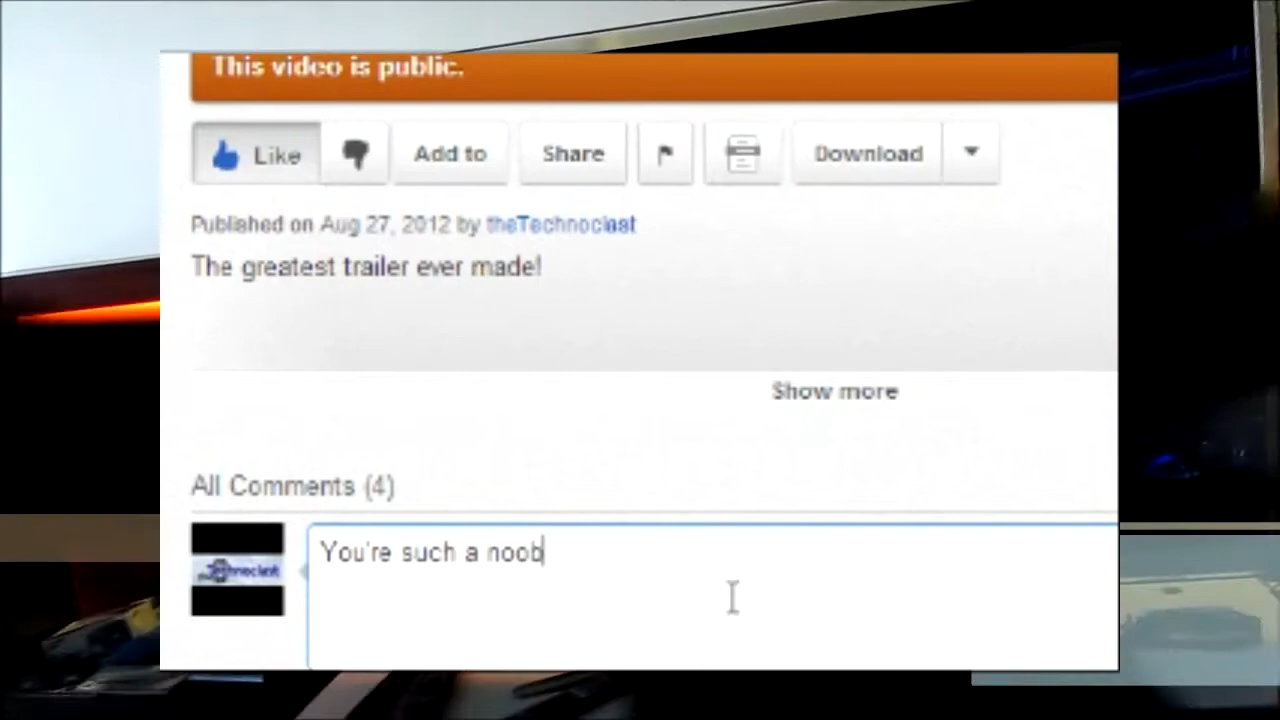 This video is public.
Like
Add to
Share
Download
Published on Aug 27, 2012 by theTechnoclast
The greatest trailer ever made!
Show more
All Comments (4)
You're such a noob
Technoclast